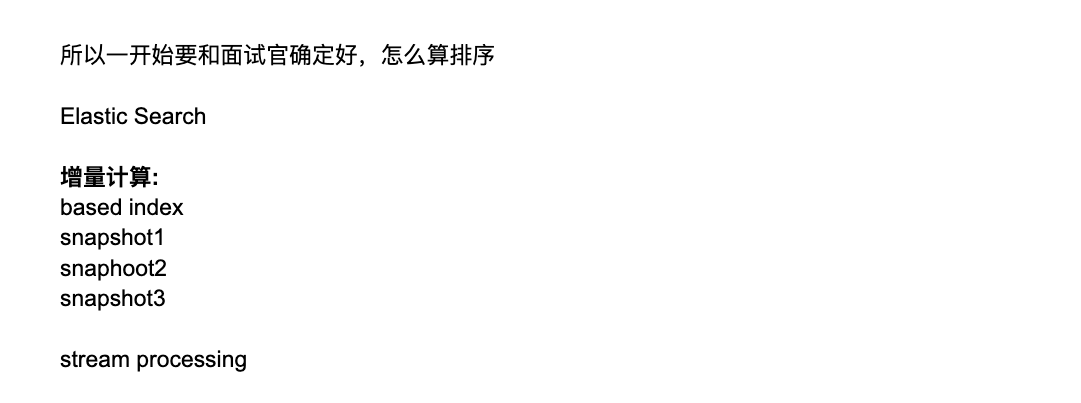 所以一开始要和面试官确定好，怎么算排序
Elastic Search
增量计算:
based index
snapshot1
snaphoot2
snapshot3
stream processing